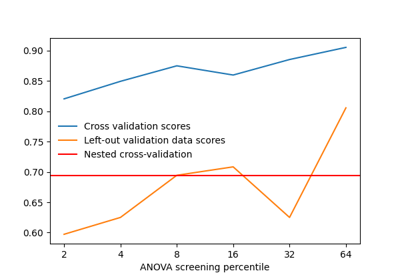 0.90
0.85
0.80
0.75
0.70
0.65
0.60
Cross validation scores
Left-out validation data scores
Nested cross-validation
2 4 8 16 32 64
ANOVA screening percentile